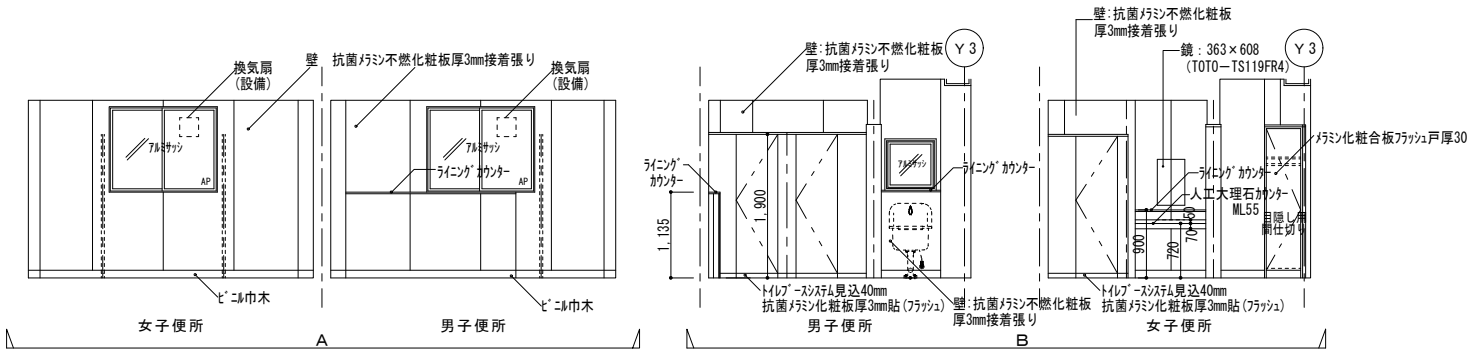 換気扇
(設備)
壁
抗菌ﾒﾗﾐﾝ不燃化粧板厚3mm接着張り
換気扇
(設備)
ｱﾙﾐｻｯｼ
AP
ｱﾙﾐｻｯｼ
AP
ﾗｲﾆﾝｸﾞｶｳﾝﾀｰ
ﾋﾞﾆﾙ巾木
ﾋﾞﾆﾙ巾木
女子便所
男子便所
A
壁:抗菌ﾒﾗﾐﾝ不燃化粧板
厚3mm接着張り
Y3
ﾗｲﾆﾝｸﾞ
ｶｳﾝﾀｰ
1,135
1,900
ｱﾙﾐｻｯｼ
ﾗｲﾆﾝｸﾞｶｳﾝﾀｰ
ﾄｲﾚﾌﾞｰｽｼｽﾃﾑ見込40mm
抗菌ﾒﾗﾐﾝ化粧板厚3mm貼(ﾌﾗｯｼｭ)
壁:抗菌ﾒﾗﾐﾝ不燃化粧板
厚3mm接着張り
男子便所
壁:抗菌ﾒﾗﾐﾝ不燃化粧板
厚3mm接着張り
鏡：363×608
(TOTO－TS119FR4)
Y3
ﾒﾗﾐﾝ化粧合板ﾌﾗｯｼｭ戸厚30
ﾗｲﾆﾝｸﾞｶｳﾝﾀｰ
人工大理石ｶｳﾝﾀｰ
ML55
目隠し用
間仕切り
900
720
70
150
ﾄｲﾚﾌﾞｰｽｼｽﾃﾑ見込40mm
抗菌ﾒﾗﾐﾝ化粧板厚3mm貼(ﾌﾗｯｼｭ)
女子便所
B